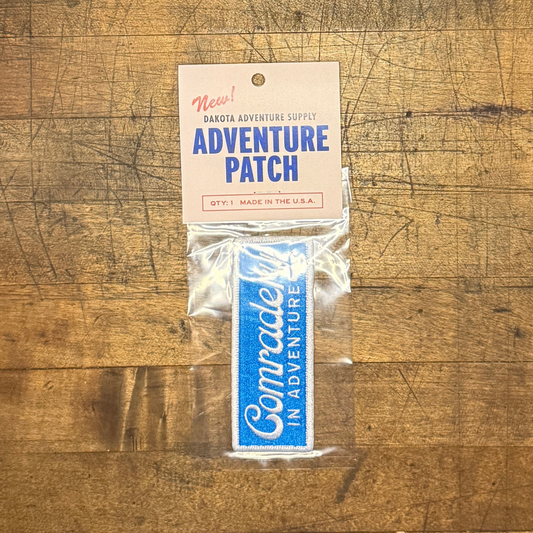 New!
DAKOTA ADVENTURE SUPPLY
ADVENTURE
PATCH
QTY: 1 MADE IN THE U.S.A.
Comrade
IN ADVENTURE